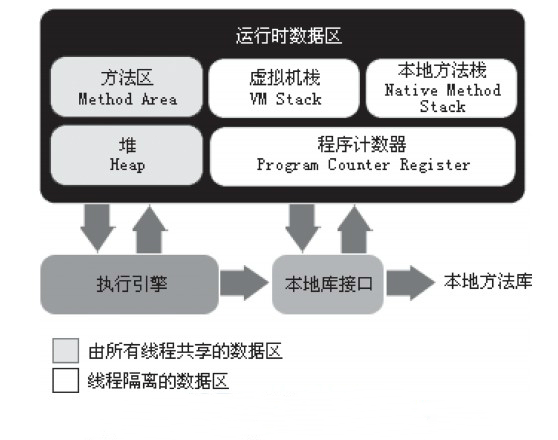 运行时数据区
方法区
Method Area
虚拟机栈
VM Stack
本地方法栈
Native Method
Stack
堆
Heap
程序计数器
Program Counter Register
执行引擎
本地库接口
本地方法库
由所有线程共享的数据区
线程隔离的数据区